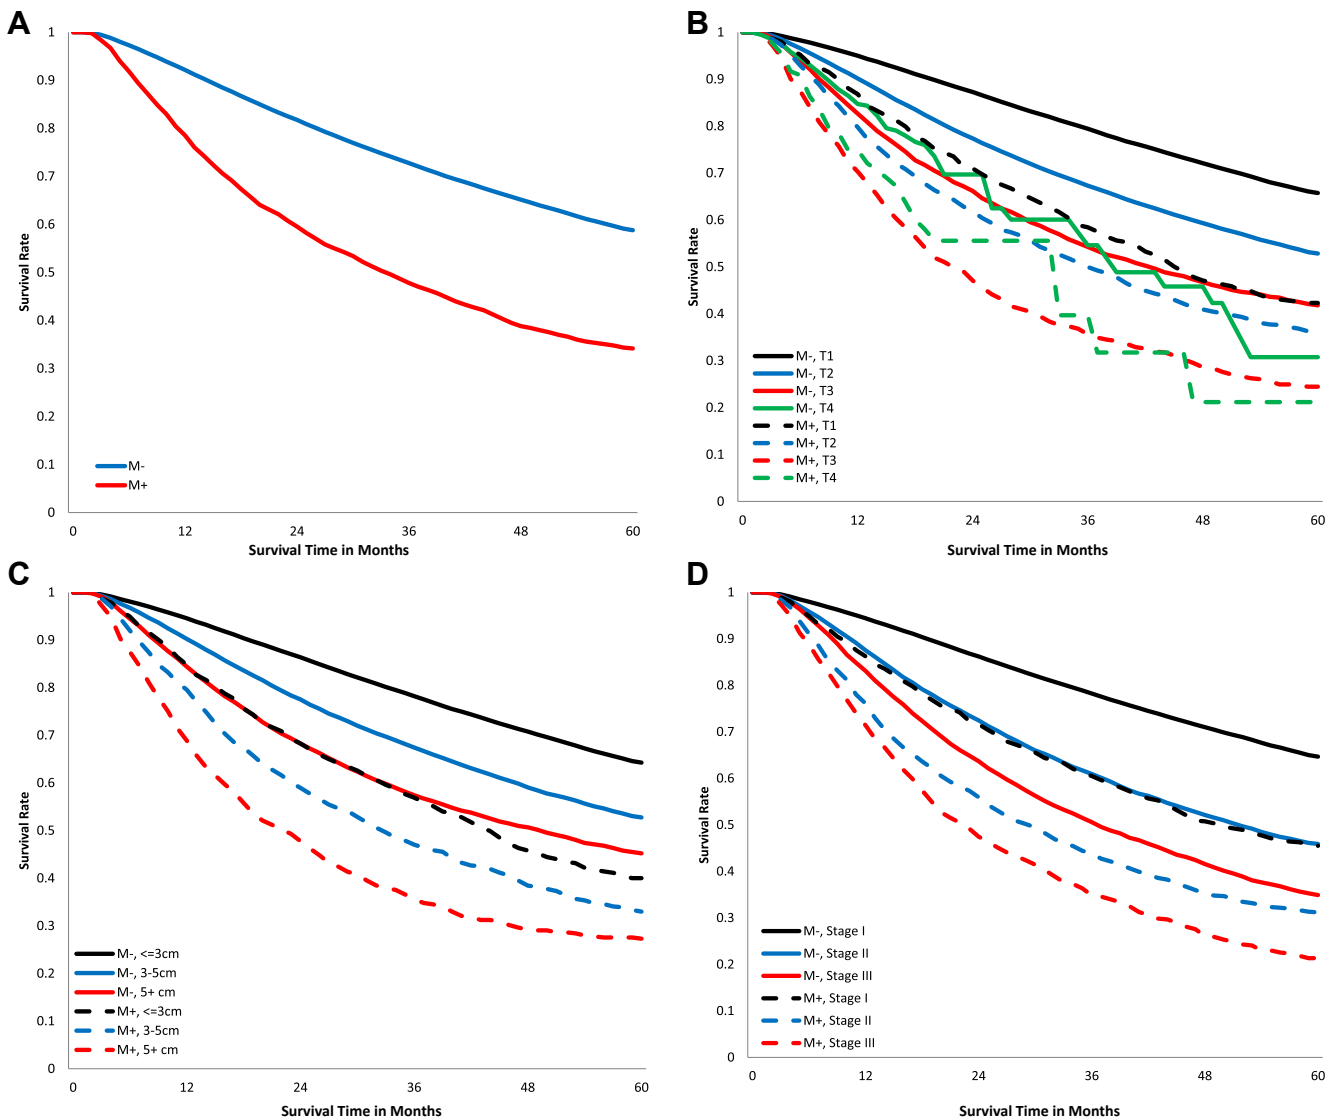 A
1
0.9
0.8
0.7
0.6
0.5
0.4
0.3
0.2
0.1
0
Survival Rate
M-
M+
0 12 24 36 48 60
Survival Time in Months
B
1
0.9
0.8
0.7
0.6
0.5
0.4
0.3
0.2
0.1
0
Survival Rate
M-, T1
M-, T2
M-, T3
M-, T4
M+, T1
M+, T2
M+, T3
M+, T4
0 12 24 36 48 60
Survival Time in Months
C
1
0.9
0.8
0.7
0.6
0.5
0.4
0.3
0.2
0.1
0
Survival Rate
M-, <=3cm
M-, 3-5cm
M-, 5+ cm
M+, <=3cm
M+, 3-5cm
M+, 5+ cm
0 12 24 36 48 60
Survival Time in Months
D
1
0.9
0.8
0.7
0.6
0.5
0.4
0.3
0.2
0.1
0
Survival Rate
M-, Stage I
M-, Stage II
M-, Stage III
M+, Stage I
M+, Stage II
M+, Stage III
0 12 24 36 48 60
Survival Time in Months